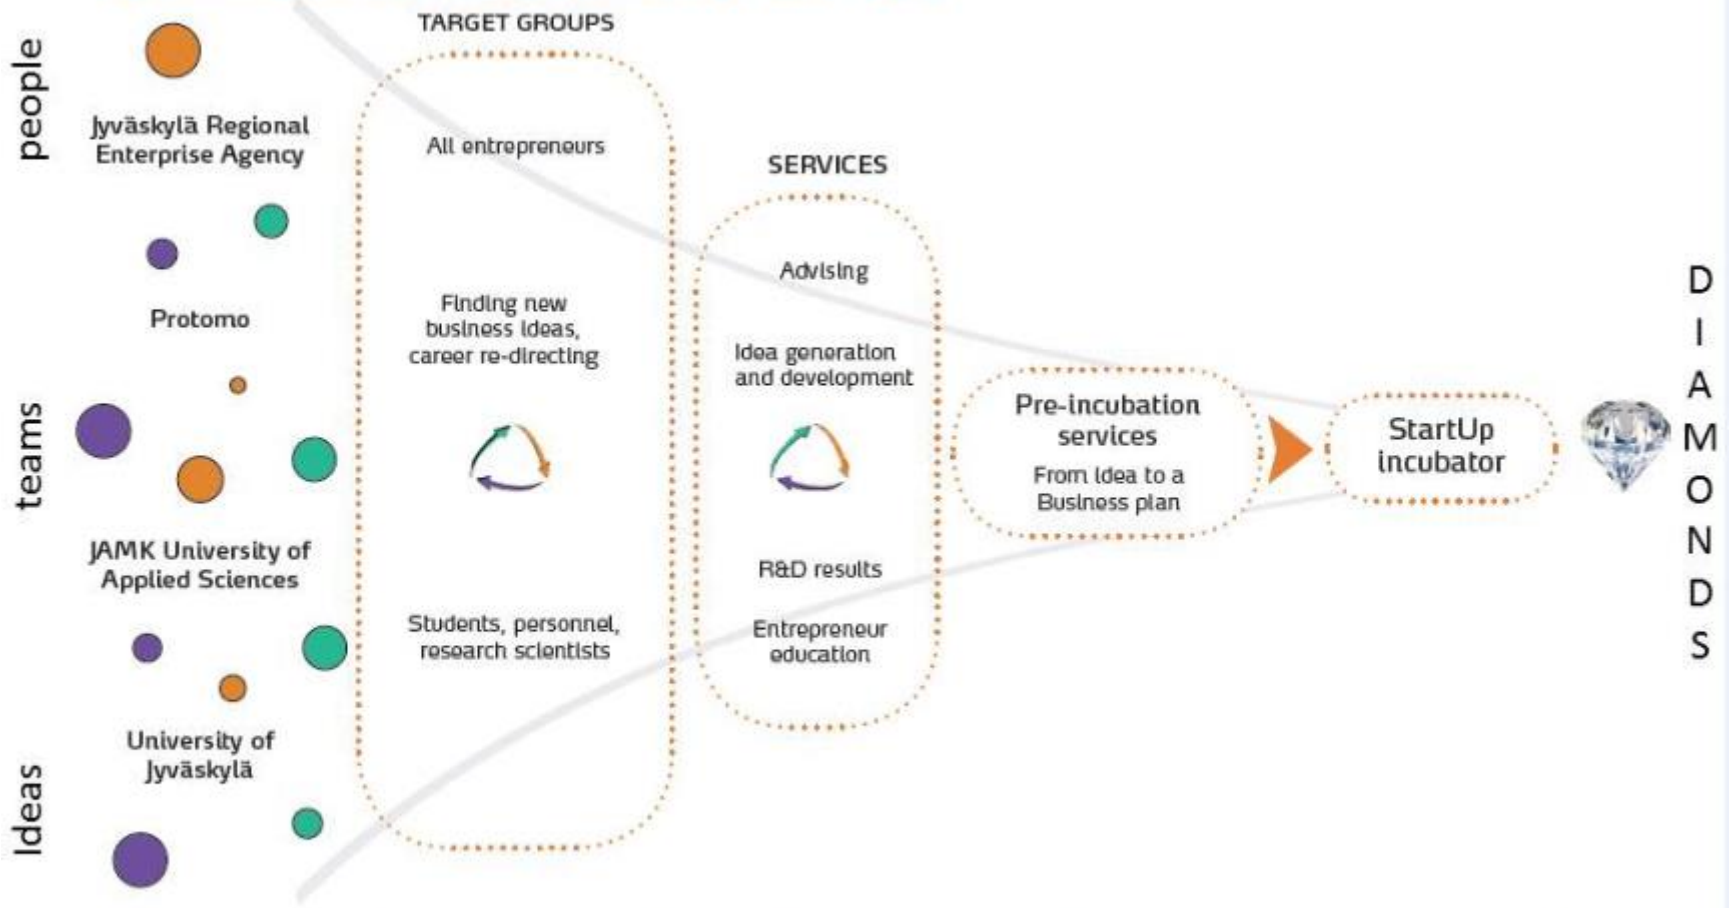 people
teams
Ideas
Jyväskylä Regional
Enterprise Agency
Protomo
JAMK University of
Applied Sciences
University of
Jyväskylä
TARGET GROUPS
All entrepreneurs
Finding new
business ideas,
career re-directing
Students, personnel,
research scientists
SERVICES
Advising
Idea generation
and development
R&D results
Entrepreneur
education
Pre-incubation
services
From idea to a
Business plan
StartUp
incubator
D
I
A
M
O
N
D
S